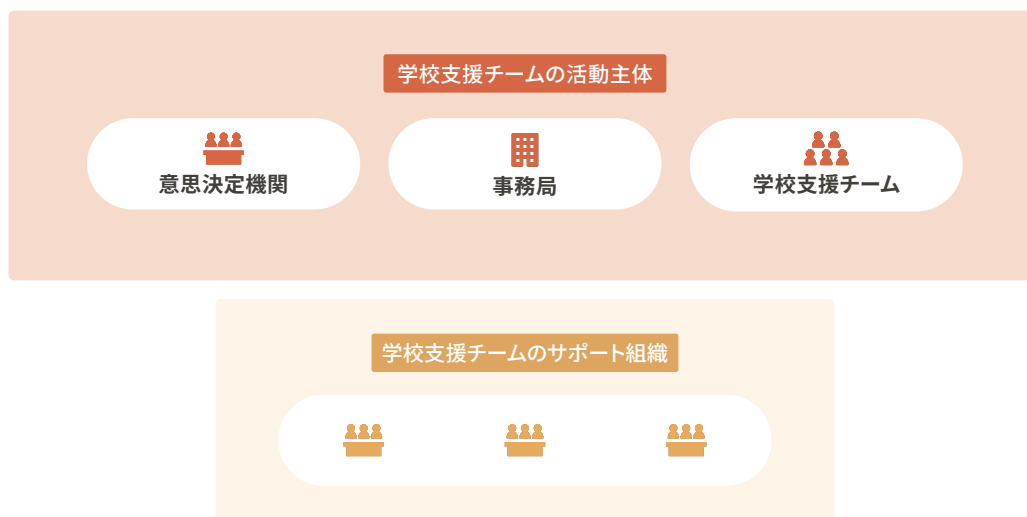 学校支援チームの活動主体
意思決定機関
事務局
学校支援チーム
学校支援チームのサポート組織